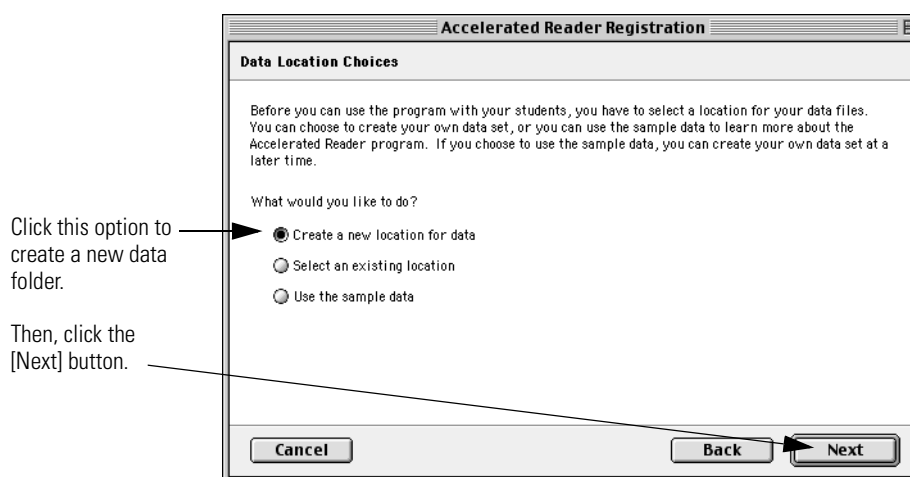 Accelerated Reader Registration
Data Location Choices
Before you can use the program with your students, you have to select a location for your data files.
You can choose to create your own data set, or you can use the sample data to learn more about the
Accelerated Reader program. If you choose to use the sample data, you can create your own data set at a
later time.
What would you like to do?
Click this option to
create a new data
folder.
Create a new location for data
Select an existing location
Use the sample data
Then, click the
[Next] button.
Cancel
Back
Next